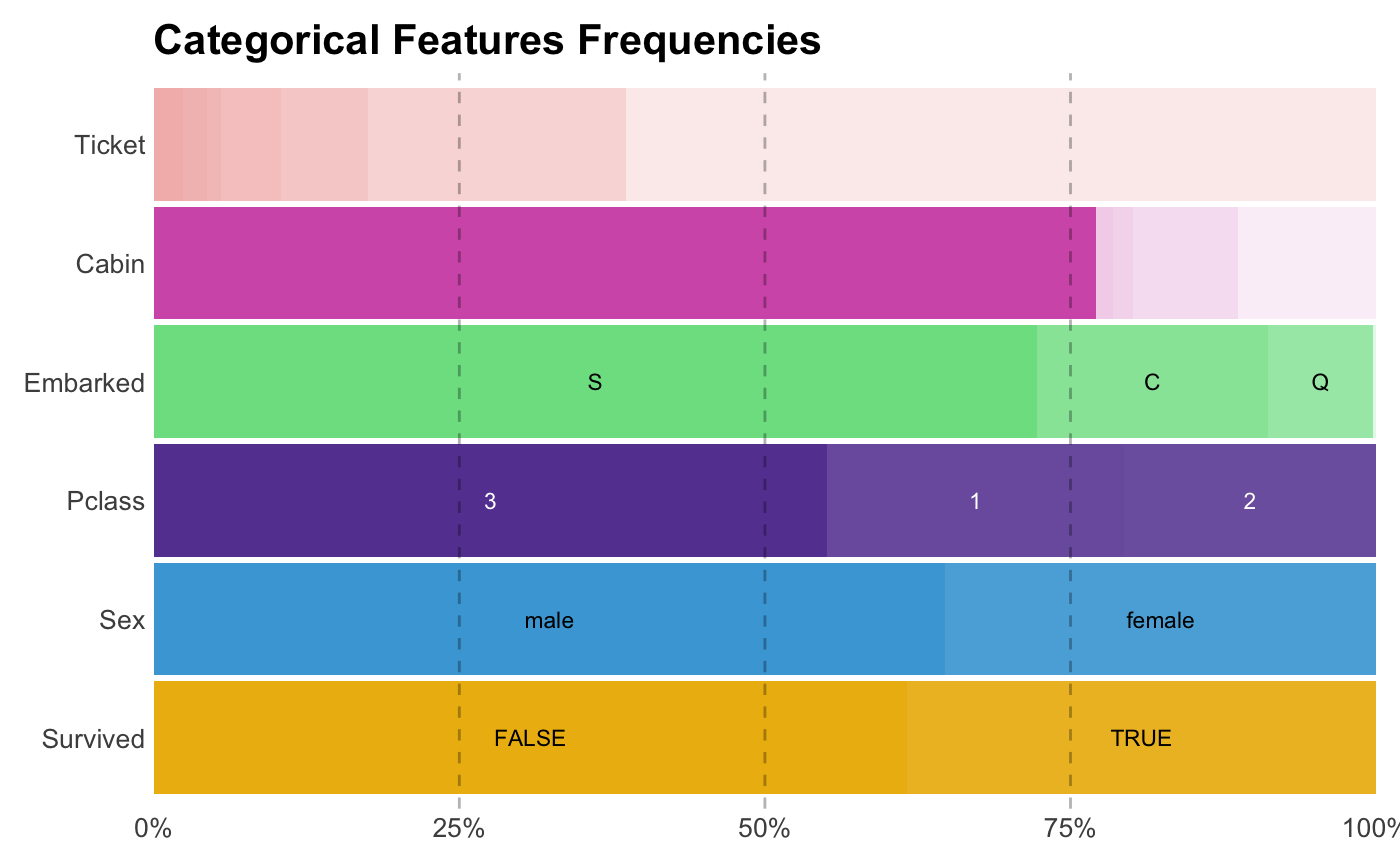 Categorical Features Frequencies
Ticket
Cabin
Embarked S C Q
Pclass 3 1 2
Sex male female
Survived FALSE TRUE
0% 25% 50% 75% 100%